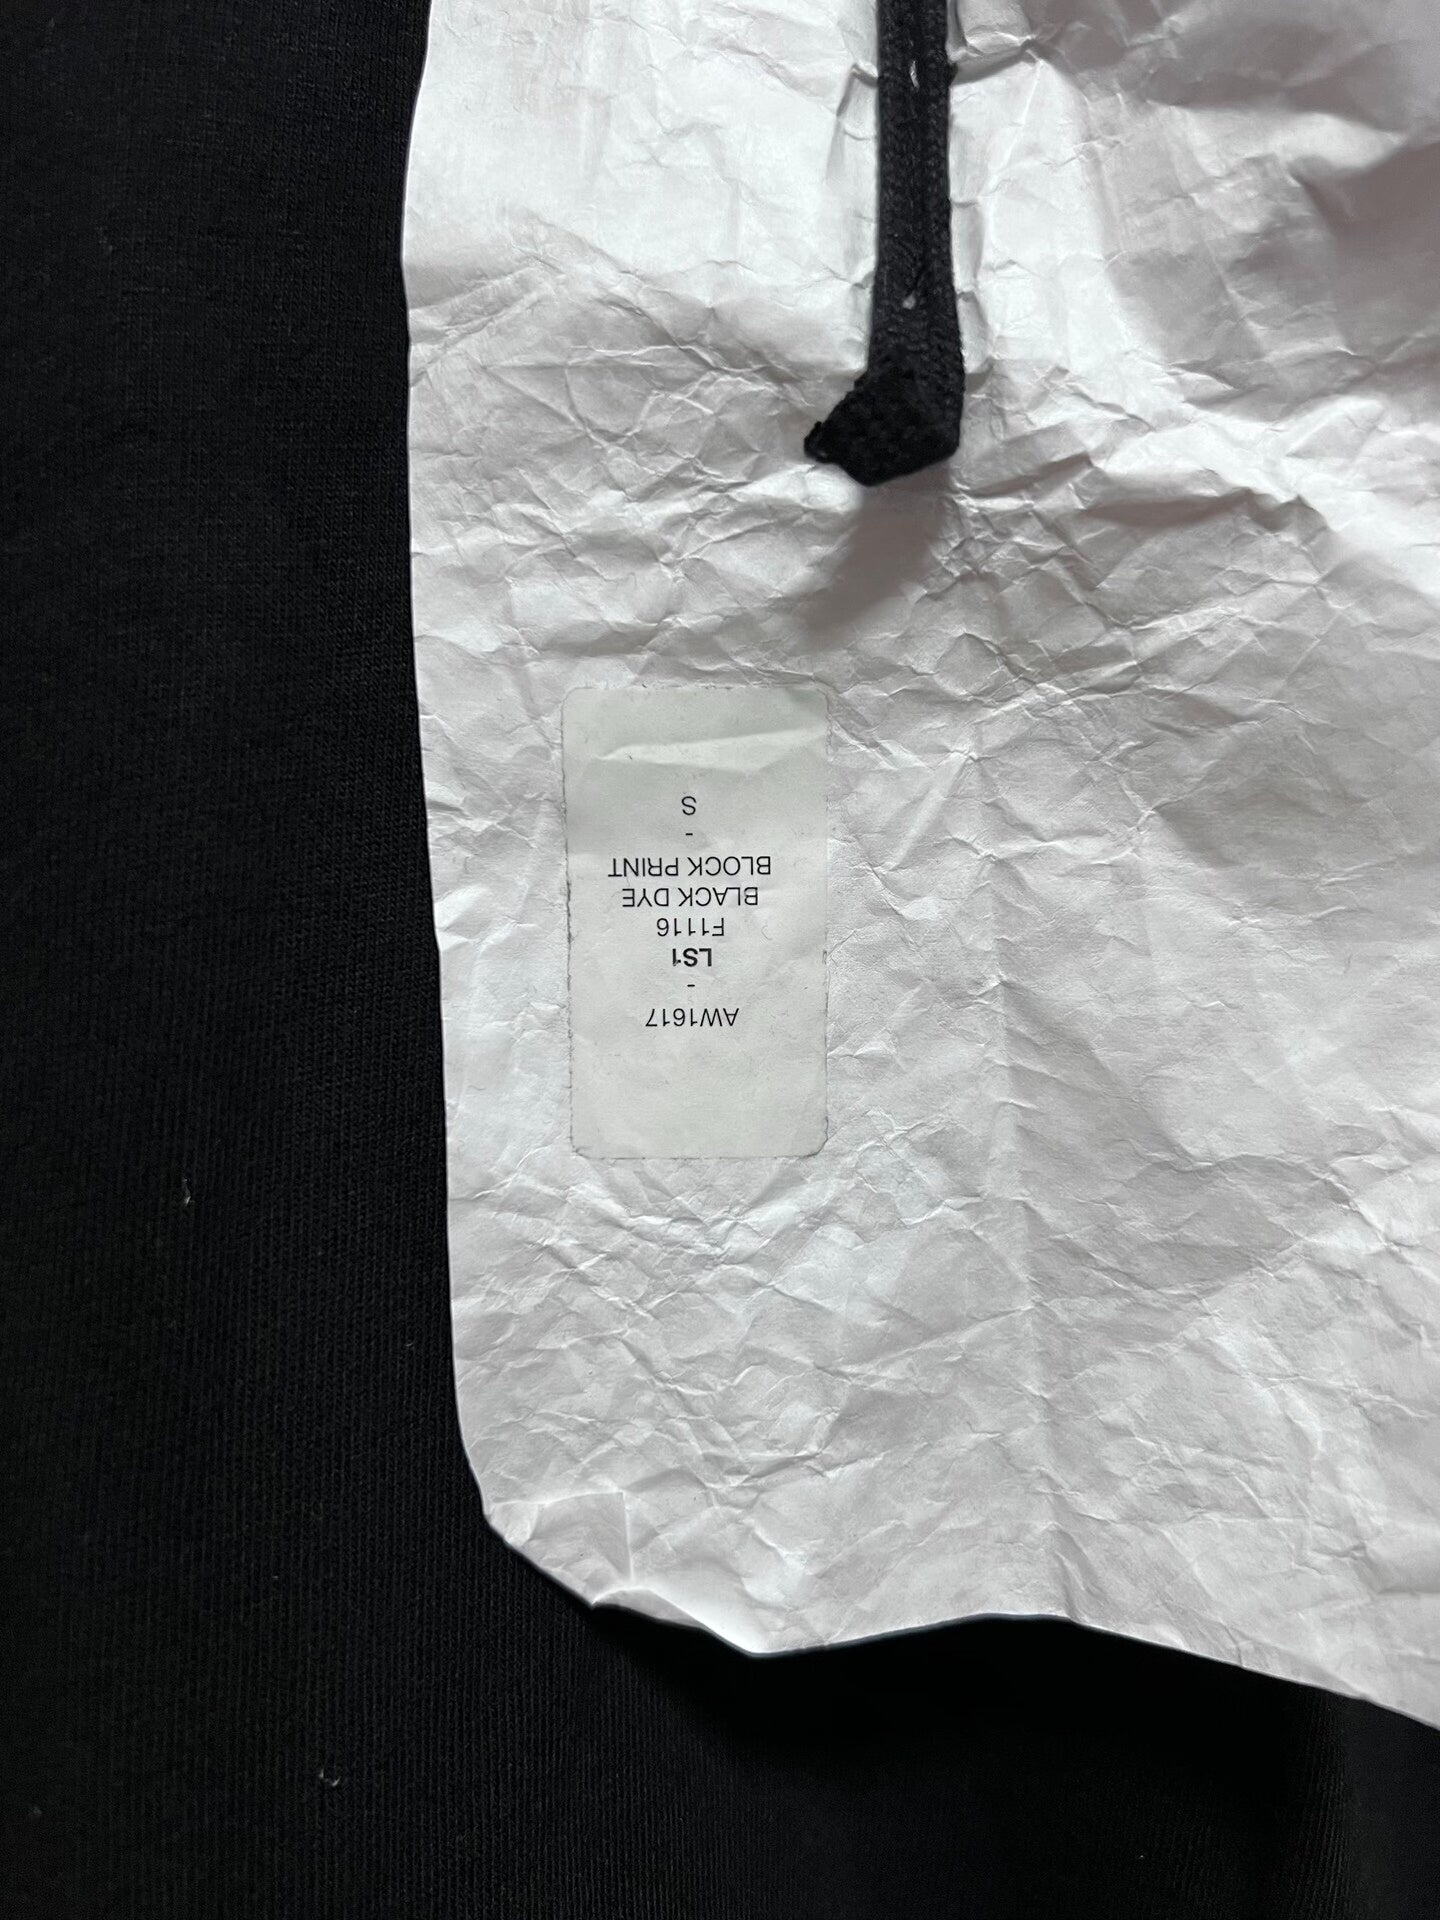 AW1617
-
LS1
F1116
BLACK DYE
BLOCK PRINT
-
S